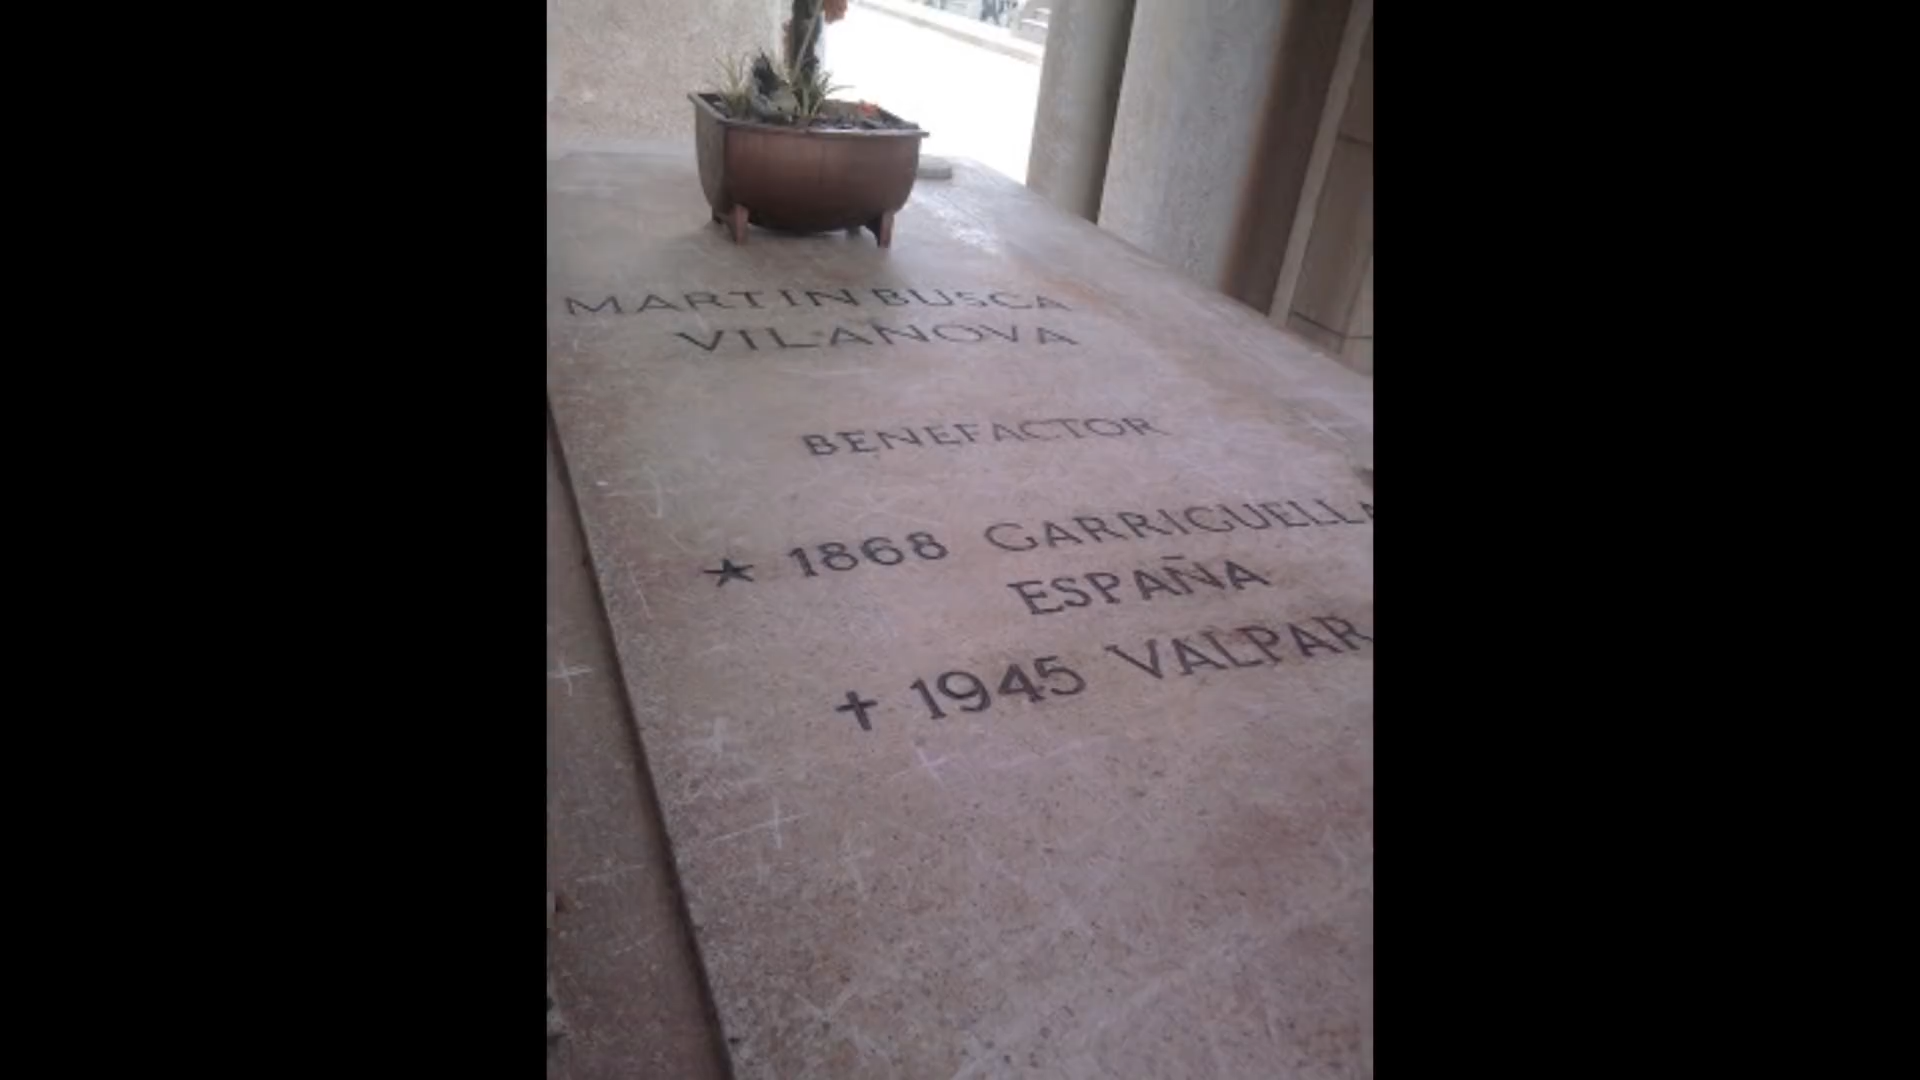 MARTIN BUSCA
VILANOVA
BENEFACTOR
★ 1868 GARRIGUELLA
ESPAÑA
✝ 1945 VALPAR